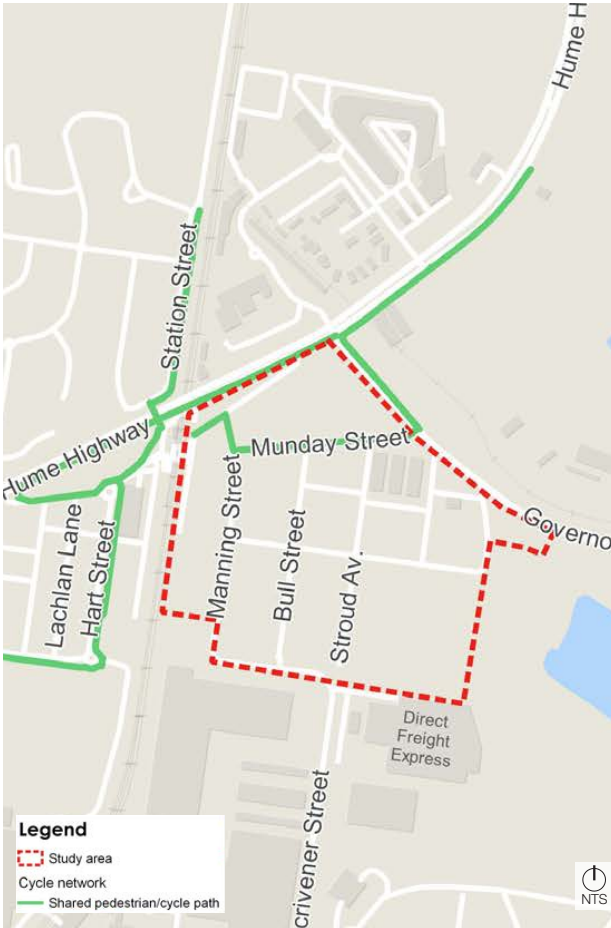 Hume H
Station Street
Hume Highway
Munday Street
Governo
Lachlan Lane
Hart Street
Manning Street
Bull Street
Stroud Av.
Direct
Freight
Express
crivener Street
Legend
Study area
Cycle network
Shared pedestrian/cycle path
NTS